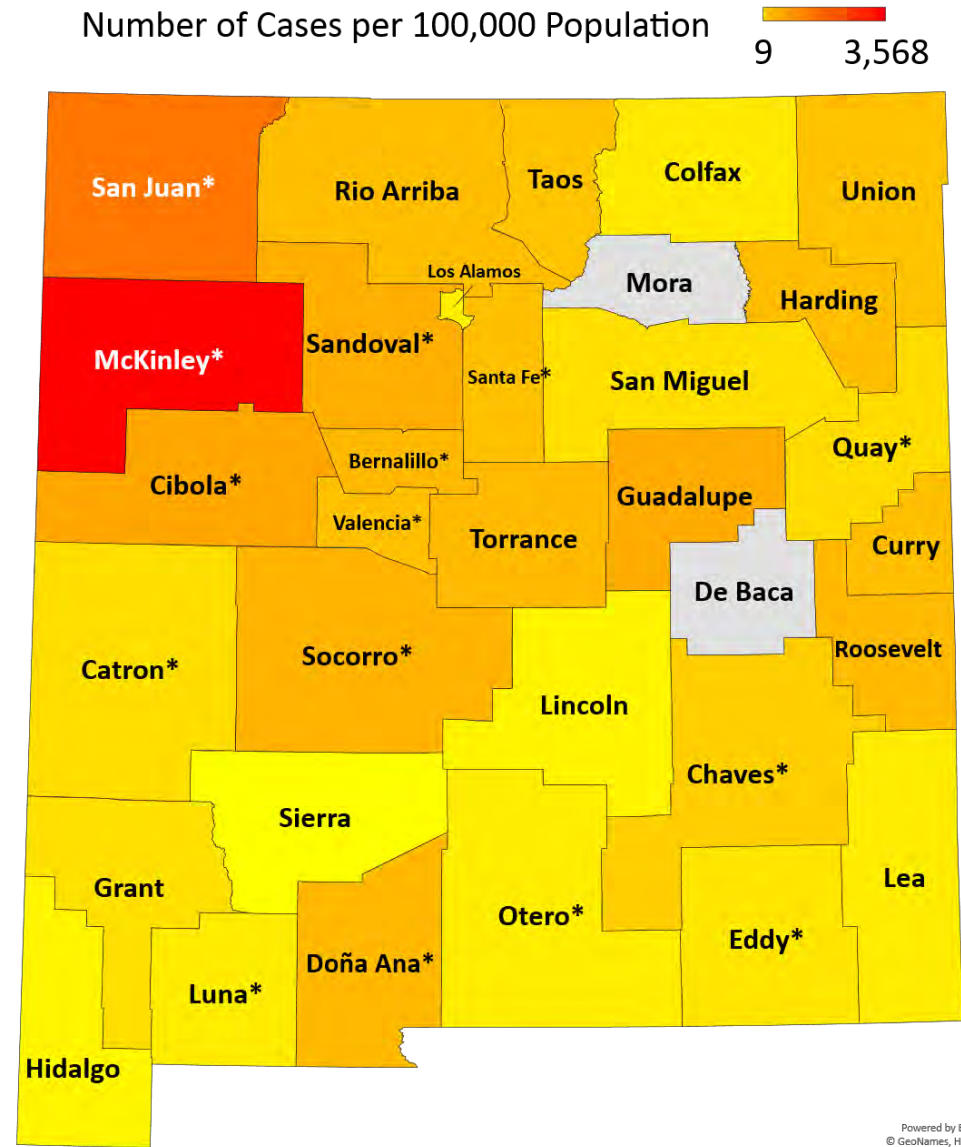 Number of Cases per 100,000 Population
9 3,568
San Juan*
Rio Arriba
Taos
Colfax
Union
Los Alamos
Mora
Harding
McKinley*
Sandoval*
Santa Fe*
San Miguel
Quay*
Bernalillo*
Cibola*
Guadalupe
Valencia*
Torrance
Curry
De Baca
Roosevelt
Catron*
Socorro*
Lincoln
Chaves*
Sierra
Grant
Lea
Otero*
Eddy*
Doña Ana*
Luna*
Hidalgo
Powered by
© GeoNames,